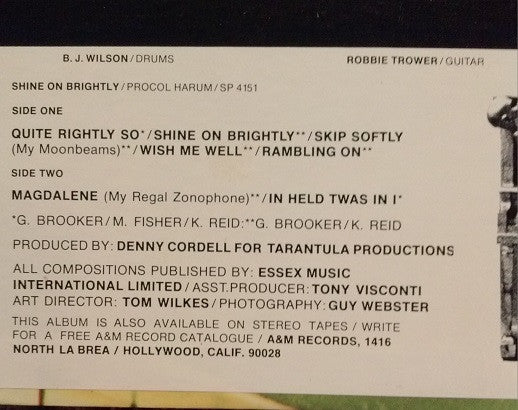 B. J. WILSON/DRUMS ROBBIE TROWER/GUITAR
SHINE ON BRIGHTLY/PROCOL HARUM/SP 4151
SIDE ONE
QUITE RIGHTLY SO*/SHINE ON BRIGHTLY**/SKIP SOFTLY
(My Moonbeams)**/WISH ME WELL**/RAMBLING ON**
SIDE TWO
MAGDALENE (My Regal Zonophone)**/IN HELD TWAS IN I*
*G. BROOKER/M. FISHER/K. REID:**G. BROOKER/K. REID
PRODUCED BY: DENNY CORDELL FOR TARANTULA PRODUCTIONS
ALL COMPOSITIONS PUBLISHED BY: ESSEX MUSIC
INTERNATIONAL LIMITED/ASST.PRODUCER: TONY VISCONTI
ART DIRECTOR: TOM WILKES/PHOTOGRAPHY: GUY WEBSTER
THIS ALBUM IS ALSO AVAILABLE ON STEREO TAPES/WRITE
FOR A FREE A&M RECORD CATALOGUE/A&M RECORDS, 1416
NORTH LA BREA/HOLLYWOOD, CALIF. 90028